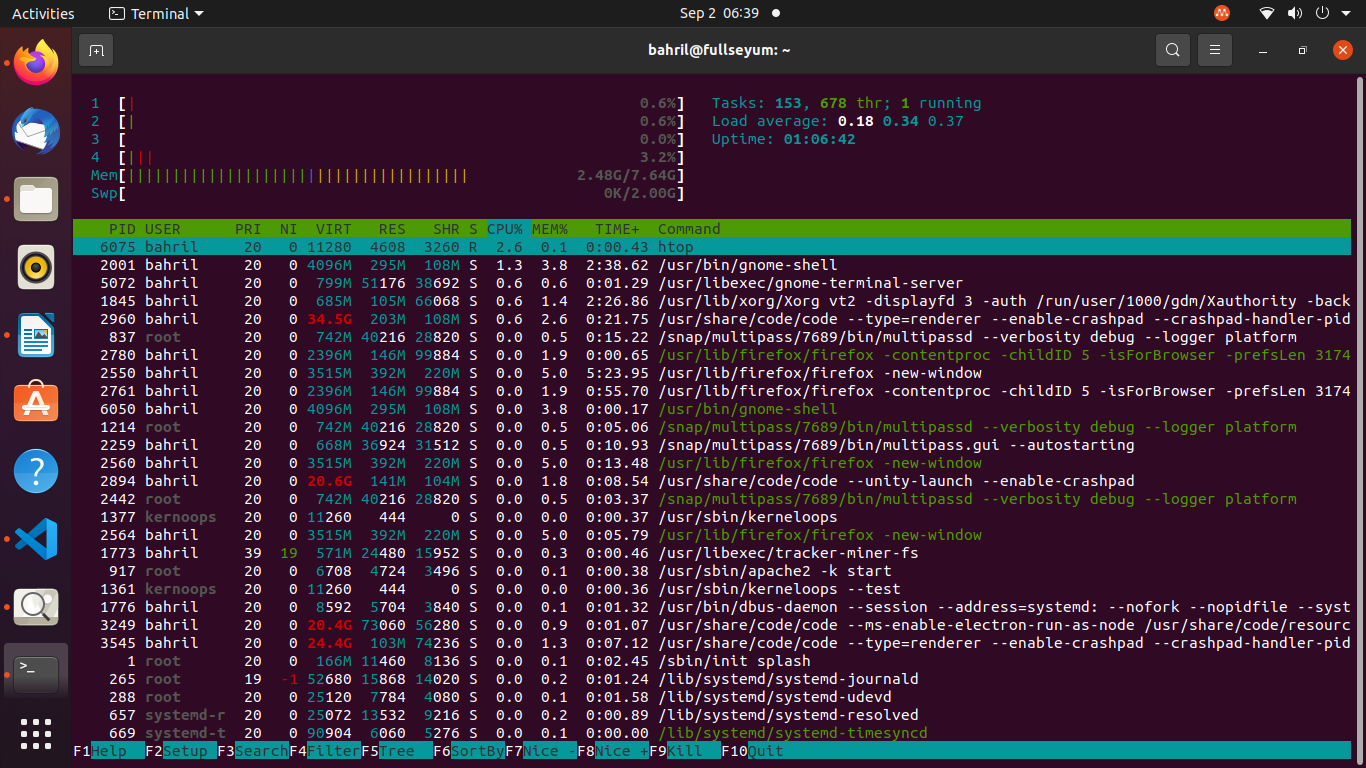 Activities Terminal Sep 2 06:39
bahril@fullseyum: ~
1 [| 0.6%] Tasks: 153, 678 thr; 1 running
2 [| 0.6%] Load average: 0.18 0.34 0.37
3 [ 0.0%] Uptime: 01:06:42
4 [||| 3.2%]
Mem[|||||||||||||||||||||||||||||||||||||| 2.48G/7.64G]
Swp[ 0K/2.00G]
PID USER PRI NI VIRT RES SHR S CPU% MEM% TIME+ Command
6075 bahril 20 0 11280 4608 3260 R 2.6 0.1 0:00.43 htop
2001 bahril 20 0 4096M 295M 108M S 1.3 3.8 2:38.62 /usr/bin/gnome-shell
5072 bahril 20 0 799M 51176 38692 S 0.6 0.6 0:01.29 /usr/libexec/gnome-terminal-server
1845 bahril 20 0 685M 105M 66068 S 0.6 1.4 2:26.86 /usr/lib/xorg/Xorg vt2 -displayfd 3 -auth /run/user/1000/gdm/Xauthority -back
2960 bahril 20 0 34.5G 203M 108M S 0.6 2.6 0:21.75 /usr/share/code/code --type=renderer --enable-crashpad --crashpad-handler-pid
837 root 20 0 742M 40216 28820 S 0.0 0.5 0:15.22 /snap/multipass/7689/bin/multipassd --verbosity debug --logger platform
2780 bahril 20 0 2396M 146M 99884 S 0.0 1.9 0:00.65 /usr/lib/firefox/firefox -contentproc -childID 5 -isForBrowser -prefsLen 3174
2550 bahril 20 0 3515M 392M 220M S 0.0 5.0 5:23.95 /usr/lib/firefox/firefox -new-window
2761 bahril 20 0 2396M 146M 99884 S 0.0 1.9 0:55.70 /usr/lib/firefox/firefox -contentproc -childID 5 -isForBrowser -prefsLen 3174
6050 bahril 20 0 4096M 295M 108M S 0.0 3.8 0:00.17 /usr/bin/gnome-shell
1214 root 20 0 742M 40216 28820 S 0.0 0.5 0:05.06 /snap/multipass/7689/bin/multipassd --verbosity debug --logger platform
2259 bahril 20 0 668M 36924 31512 S 0.0 0.5 0:10.93 /snap/multipass/7689/bin/multipass.gui --autostarting
2560 bahril 20 0 3515M 392M 220M S 0.0 5.0 0:13.48 /usr/lib/firefox/firefox -new-window
2894 bahril 20 0 20.6G 141M 104M S 0.0 1.8 0:08.54 /usr/share/code/code --unity-launch --enable-crashpad
2442 root 20 0 742M 40216 28820 S 0.0 0.5 0:03.37 /snap/multipass/7689/bin/multipassd --verbosity debug --logger platform
1377 kernoops 20 0 11260 444 0 S 0.0 0.0 0:00.37 /usr/sbin/kerneloops
2564 bahril 20 0 3515M 392M 220M S 0.0 5.0 0:05.79 /usr/lib/firefox/firefox -new-window
1773 bahril 39 19 571M 24480 15952 S 0.0 0.3 0:00.46 /usr/libexec/tracker-miner-fs
917 root 20 0 6708 4724 3496 S 0.0 0.1 0:00.38 /usr/sbin/apache2 -k start
1361 kernoops 20 0 11260 444 0 S 0.0 0.0 0:00.36 /usr/sbin/kerneloops --test
1776 bahril 20 0 8592 5704 3840 S 0.0 0.1 0:01.32 /usr/bin/dbus-daemon --session --address=systemd: --nofork --nopidfile --syst
3249 bahril 20 0 20.4G 73060 56280 S 0.0 0.9 0:01.07 /usr/share/code/code --ms-enable-electron-run-as-node /usr/share/code/resourc
3545 bahril 20 0 24.4G 103M 74236 S 0.0 1.3 0:07.12 /usr/share/code/code --type=renderer --enable-crashpad --crashpad-handler-pid
1 root 20 0 166M 11460 8136 S 0.0 0.1 0:02.45 /sbin/init splash
265 root 19 -1 52680 15868 14020 S 0.0 0.2 0:01.24 /lib/systemd/systemd-journald
288 root 20 0 25120 7784 4080 S 0.0 0.1 0:01.58 /lib/systemd/systemd-udevd
657 systemd-r 20 0 25072 13532 9216 S 0.0 0.2 0:00.89 /lib/systemd/systemd-resolved
669 systemd-t 20 0 90904 6060 5276 S 0.0 0.1 0:00.00 /lib/systemd/systemd-timesyncd
F1Help F2Setup F3SearchF4FilterF5Tree F6SortByF7Nice -F8Nice +F9Kill F10Quit